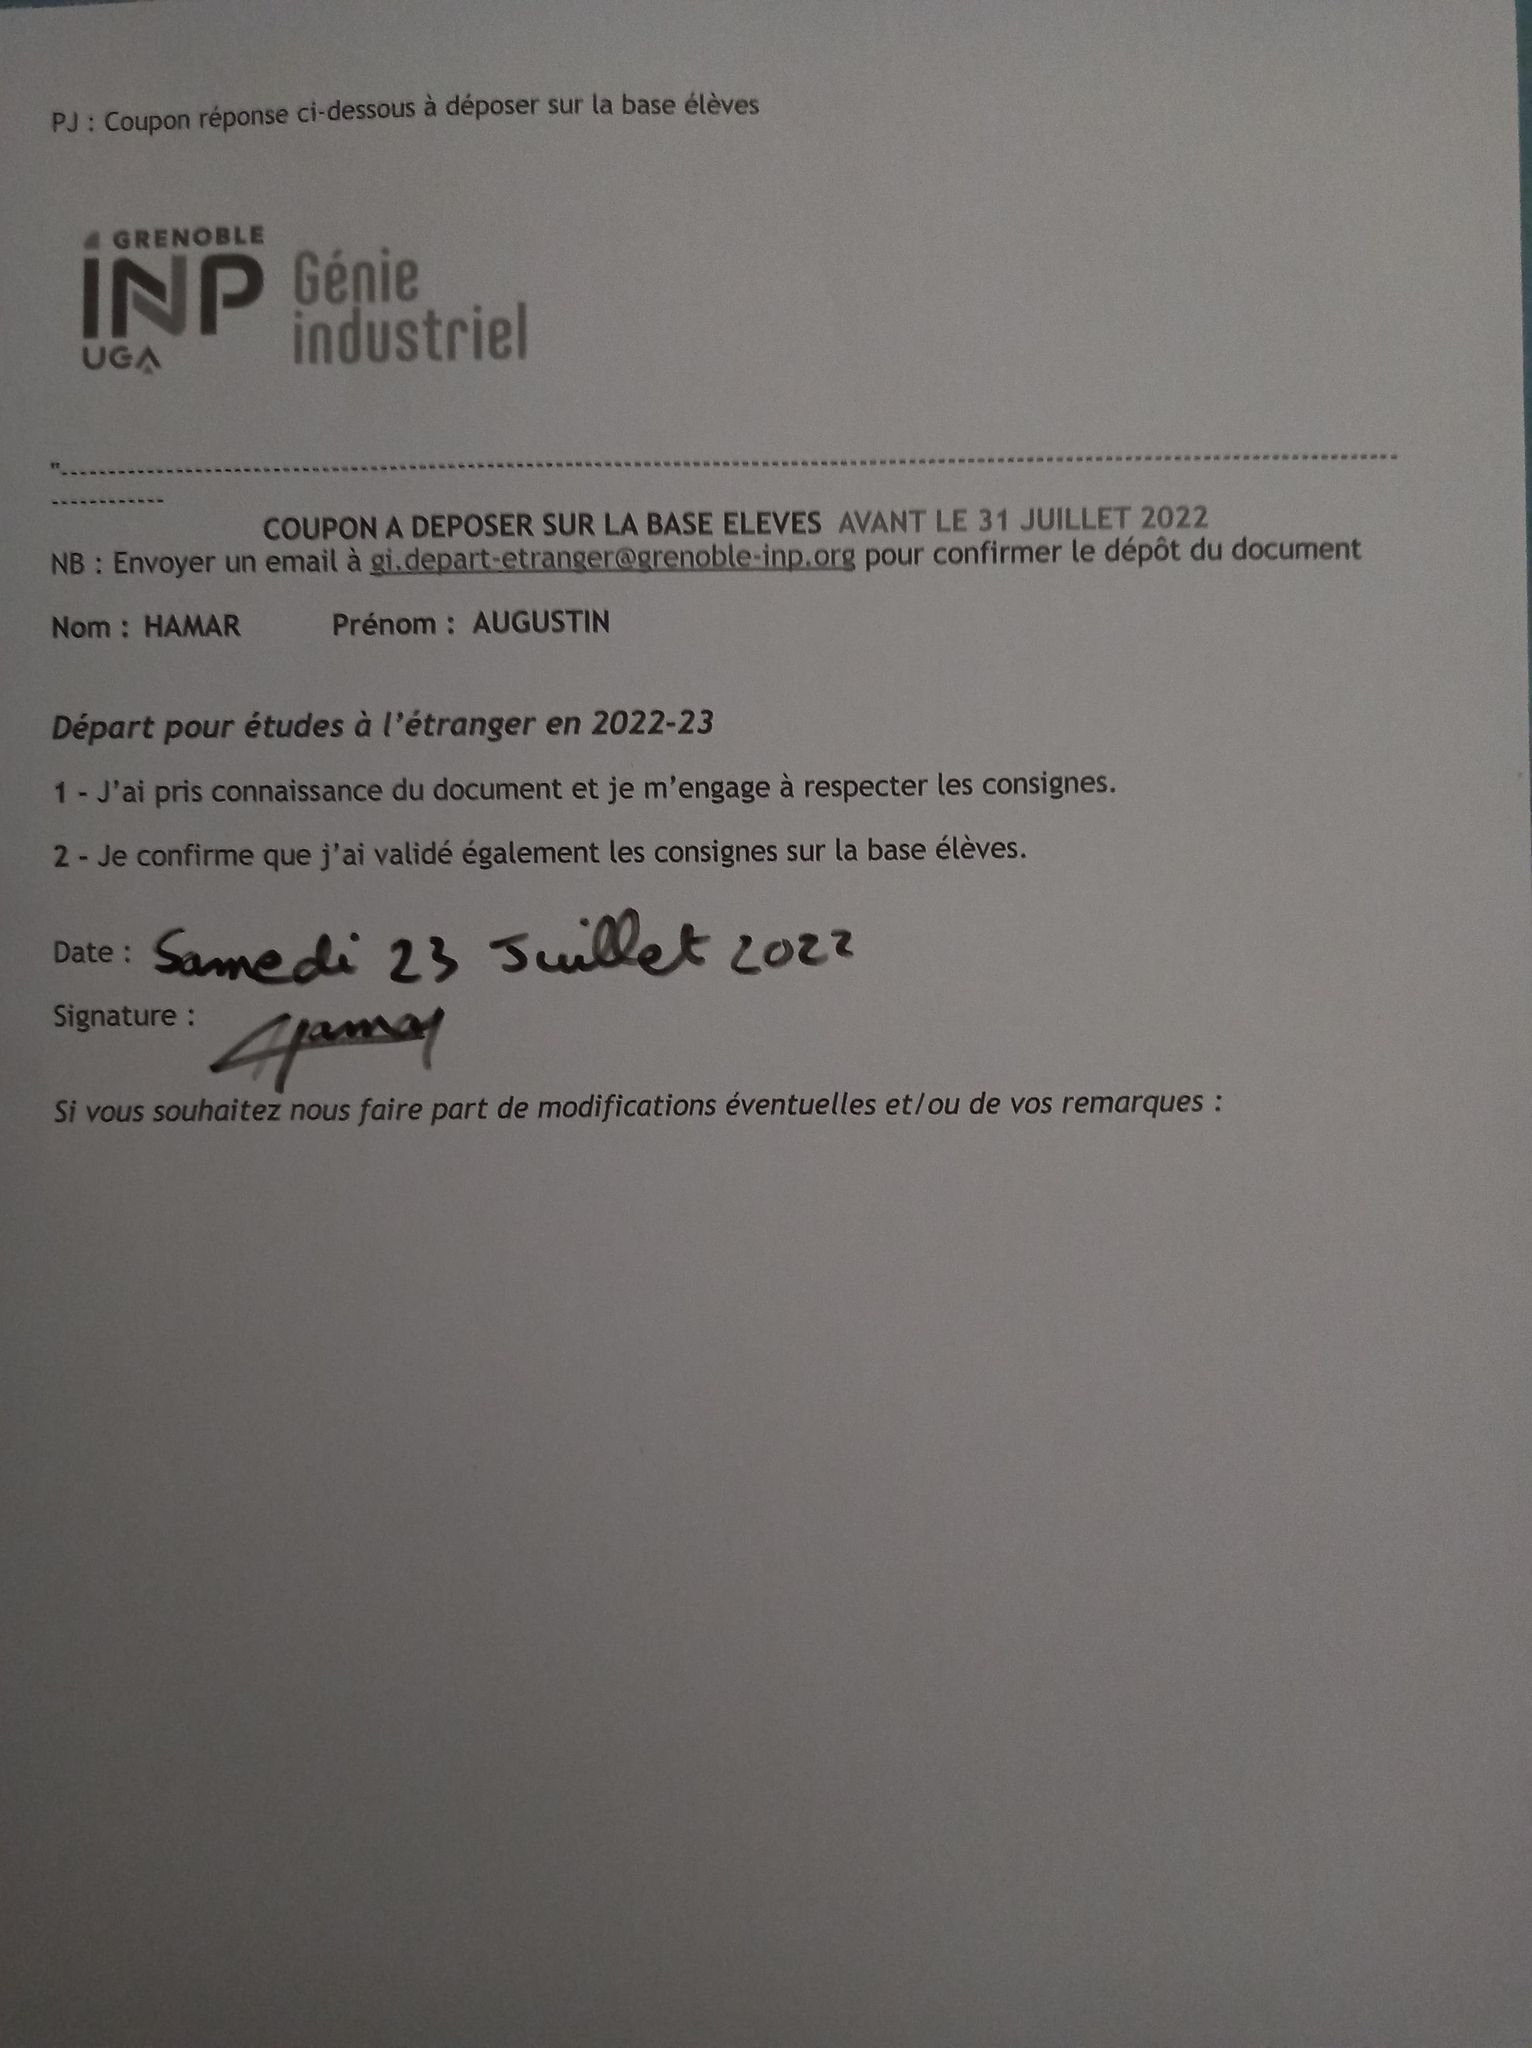 PJ : Coupon réponse ci-dessous à déposer sur la base élèves
GRENOBLE
INP
UGA
Génie
industriel
"------------------------------------------------------------------------------------------------------------------------------------------------------
------------
COUPON A DEPOSER SUR LA BASE ELEVES AVANT LE 31 JUILLET 2022
NB : Envoyer un email à gi.depart-etranger@grenoble-inp.org pour confirmer le dépôt du document
Nom : HAMAR Prénom : AUGUSTIN
Départ pour études à l'étranger en 2022-23
1 - J'ai pris connaissance du document et je m'engage à respecter les consignes.
2 - Je confirme que j'ai validé également les consignes sur la base élèves.
Date : Samedi 23 Juillet 2022
Signature : Hamar
Si vous souhaitez nous faire part de modifications éventuelles et/ou de vos remarques :